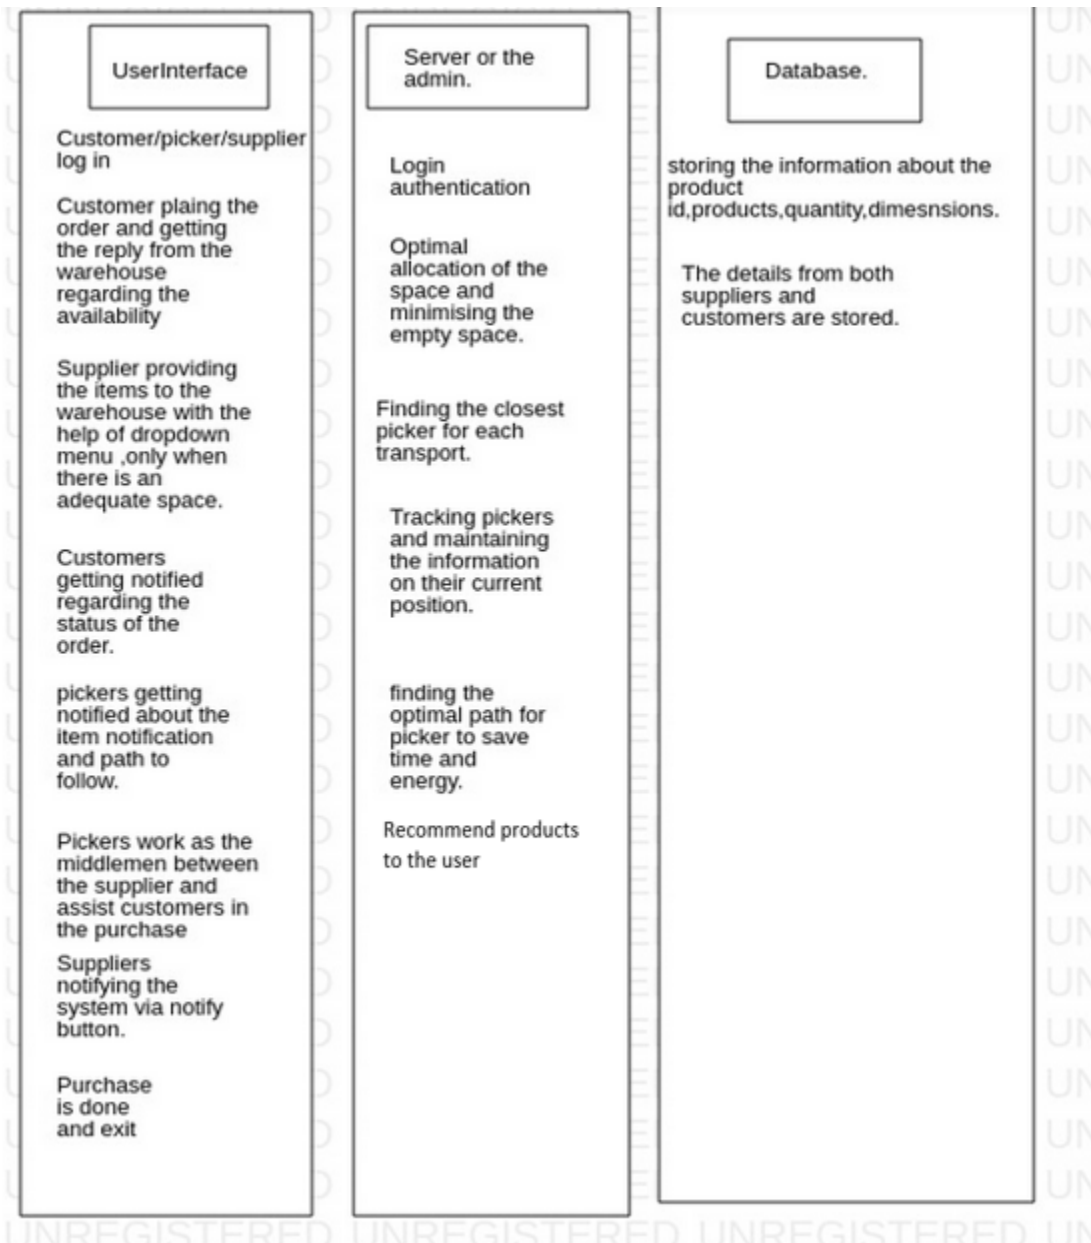 UserInterface
Customer/picker/supplier
log in
Customer plaing the
order and getting
the reply from the
warehouse
regarding the
availability
Supplier providing
the items to the
warehouse with the
help of dropdown
menu ,only when
there is an
adequate space.
Customers
getting notified
regarding the
status of the
order.
pickers getting
notified about the
item notification
and path to
follow.
Pickers work as the
middlemen between
the supplier and
assist customers in
the purchase
Suppliers
notifying the
system via notify
button.
Purchase
is done
and exit
Server or the
admin.
Login
authentication
Optimal
allocation of the
space and
minimising the
empty space.
Finding the closest
picker for each
transport.
Tracking pickers
and maintaining
the information
on their current
position.
finding the
optimal path for
picker to save
time and
energy.
Recommend products
to the user
Database.
storing the information about the
product
id,products,quantity,dimesnsions.
The details from both
suppliers and
customers are stored.
UNREGISTERED UNREGISTERED UNREGISTERED UN